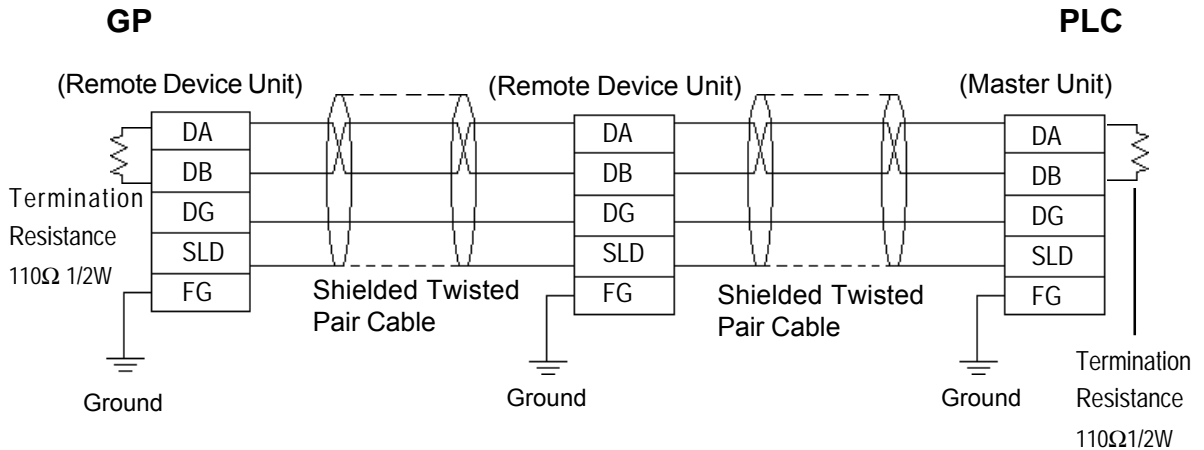 GP
PLC
(Remote Device Unit)
(Remote Device Unit)
(Master Unit)
DA
DB
DG
SLD
FG
DA
DB
DG
SLD
FG
DA
DB
DG
SLD
FG
Termination
Resistance
110Ω 1/2W
Shielded Twisted
Pair Cable
Shielded Twisted
Pair Cable
Ground
Ground
Ground
Termination
Resistance
110Ω1/2W